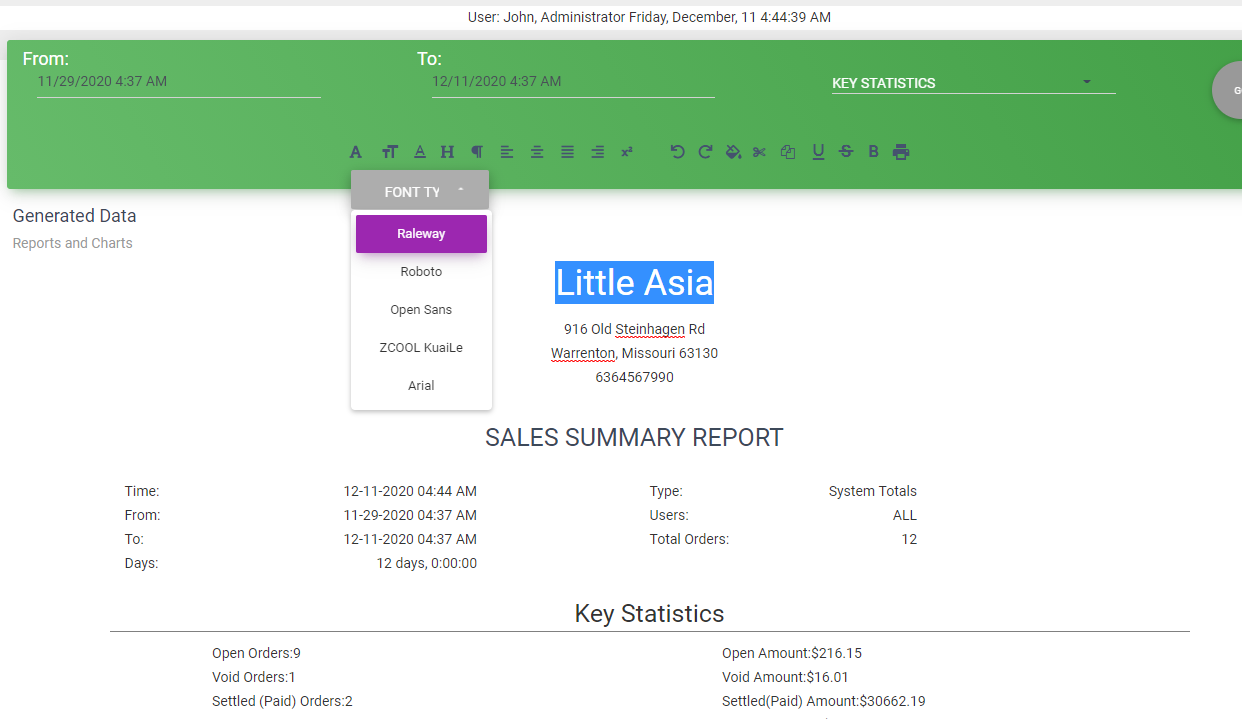 User: John, Administrator Friday, December, 11 4:44:39 AM
From:
11/29/2020 4:37 AM
To:
12/11/2020 4:37 AM
KEY STATISTICS
FONT TY
Raleway
Roboto
Open Sans
ZCOOL KuaiLe
Arial
Generated Data
Reports and Charts
Little Asia
916 Old Steinhagen Rd
Warrenton, Missouri 63130
6364567990
SALES SUMMARY REPORT
Time: 12-11-2020 04:44 AM Type: System Totals
From: 11-29-2020 04:37 AM Users: ALL
To: 12-11-2020 04:37 AM Total Orders: 12
Days: 12 days, 0:00:00
Key Statistics
Open Orders:9 Open Amount:$216.15
Void Orders:1 Void Amount:$16.01
Settled (Paid) Orders:2 Settled(Paid) Amount:$30662.19